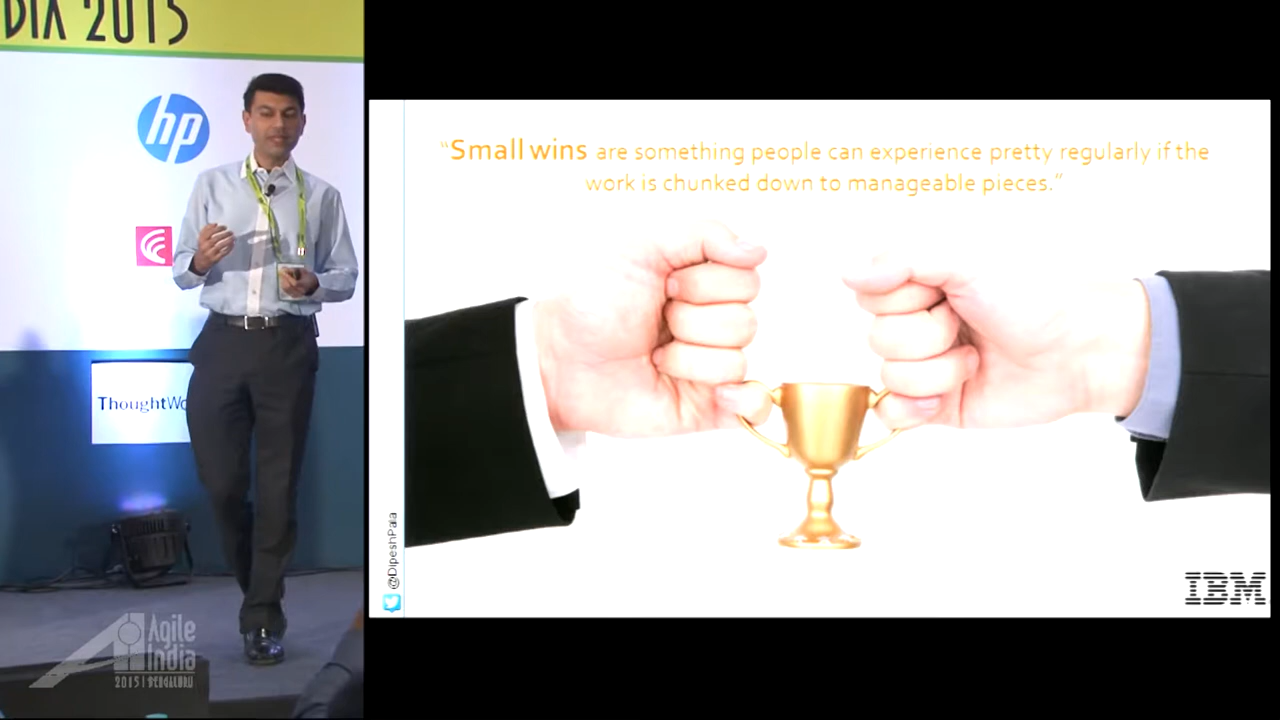 DIA 2015
hp
ThoughtWo
"Small wins are something people can experience pretty regularly if the
work is chunked down to manageable pieces."
@DipeshPala
IBM
Agile
India
2015 | BENGALURU